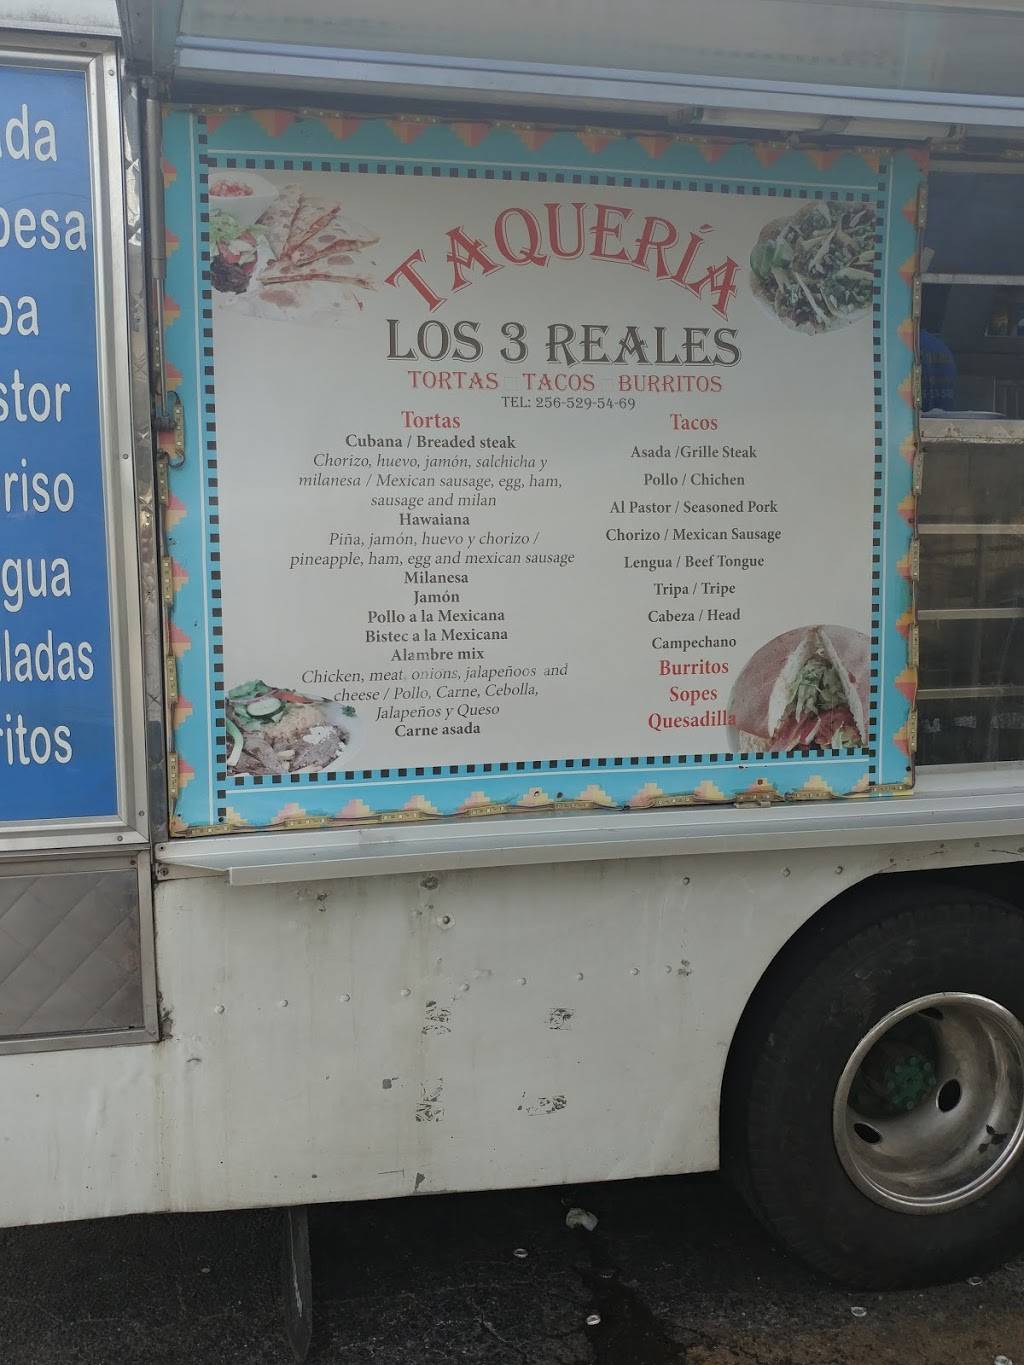 TAQUERÍA
LOS 3 REALES
TORTAS TACOS BURRITOS
TEL: 256-529-54-69
Tortas
Cubana / Breaded steak
Chorizo, huevo, jamón, salchicha y
milanesa / Mexican sausage, egg, ham,
sausage and milan
Hawaiana
Piña, jamón, huevo y chorizo /
pineapple, ham, egg and mexican sausage
Milanesa
Jamón
Pollo a la Mexicana
Bistec a la Mexicana
Alambre mix
Chicken, meat, onions, jalapeñoos and
cheese / Pollo, Carne, Cebolla,
Jalapeños y Queso
Carne asada
Tacos
Asada /Grille Steak
Pollo / Chichen
Al Pastor / Seasoned Pork
Chorizo / Mexican Sausage
Lengua / Beef Tongue
Tripa / Tripe
Cabeza / Head
Campechano
Burritos
Sopes
Quesadilla
ada
besa
pa
stor
riso
gua
ladas
ritos